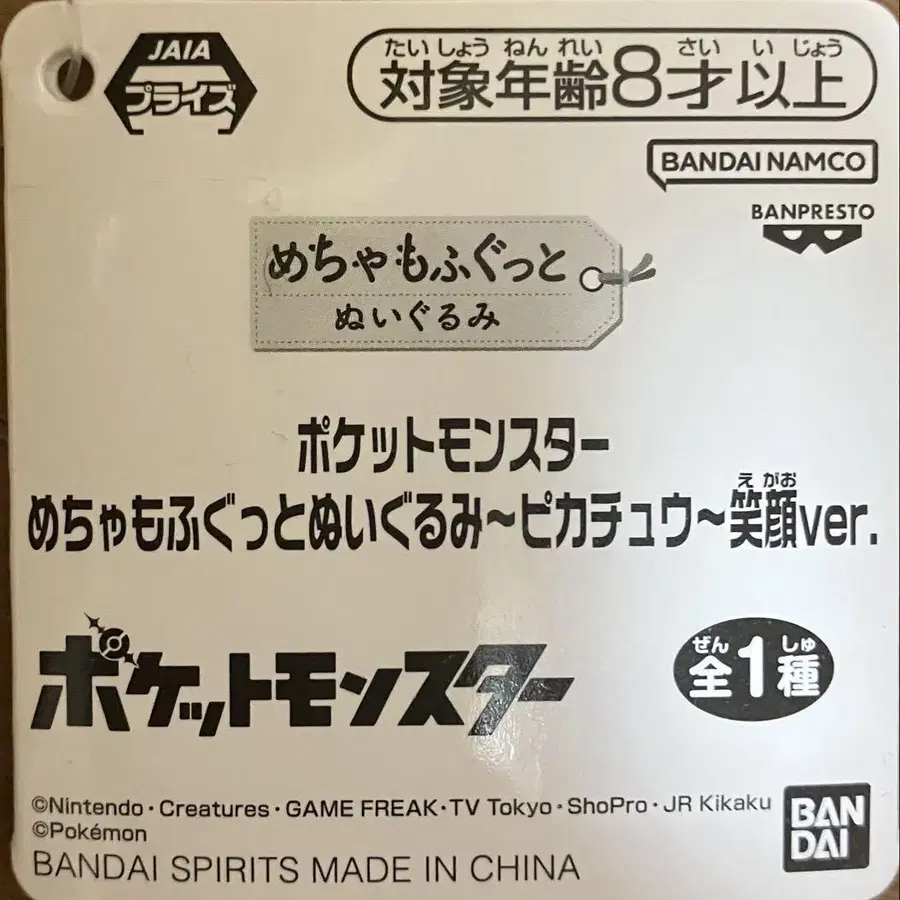 JAIA
プライズ
たいしょうねんれい さい いじょう
対象年齢8才以上
BANDAI NAMCO
BANPRESTO
めちゃもふぐっと
ぬいぐるみ
ポケットモンスター
えがお
めちゃもふぐっとぬいぐるみ~ピカチュウ~笑顔ver.
ポケットモンスター
ぜん しゅ
全1種
©Nintendo・Creatures・GAME FREAK・TV Tokyo・ShoPro・JR Kikaku
©Pokémon
BANDAI SPIRITS MADE IN CHINA
BAN
DAI